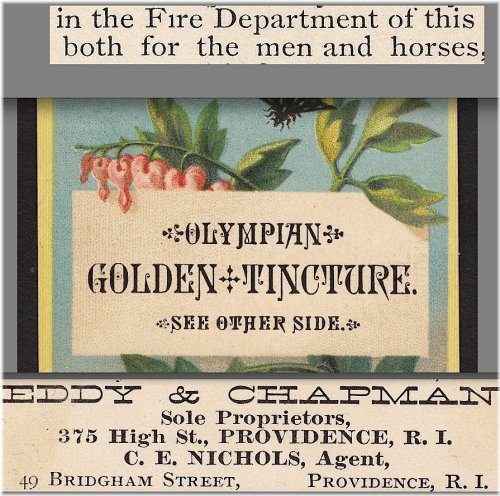 in the Fire Department of this
both for the men and horses,
OLYMPIAN
GOLDEN TINCTURE.
SEE OTHER SIDE.
EDDY & CHAPMAN
Sole Proprietors,
375 High St., PROVIDENCE, R. I.
C. E. NICHOLS, Agent,
49 BRIDGHAM STREET, PROVIDENCE, R. I.